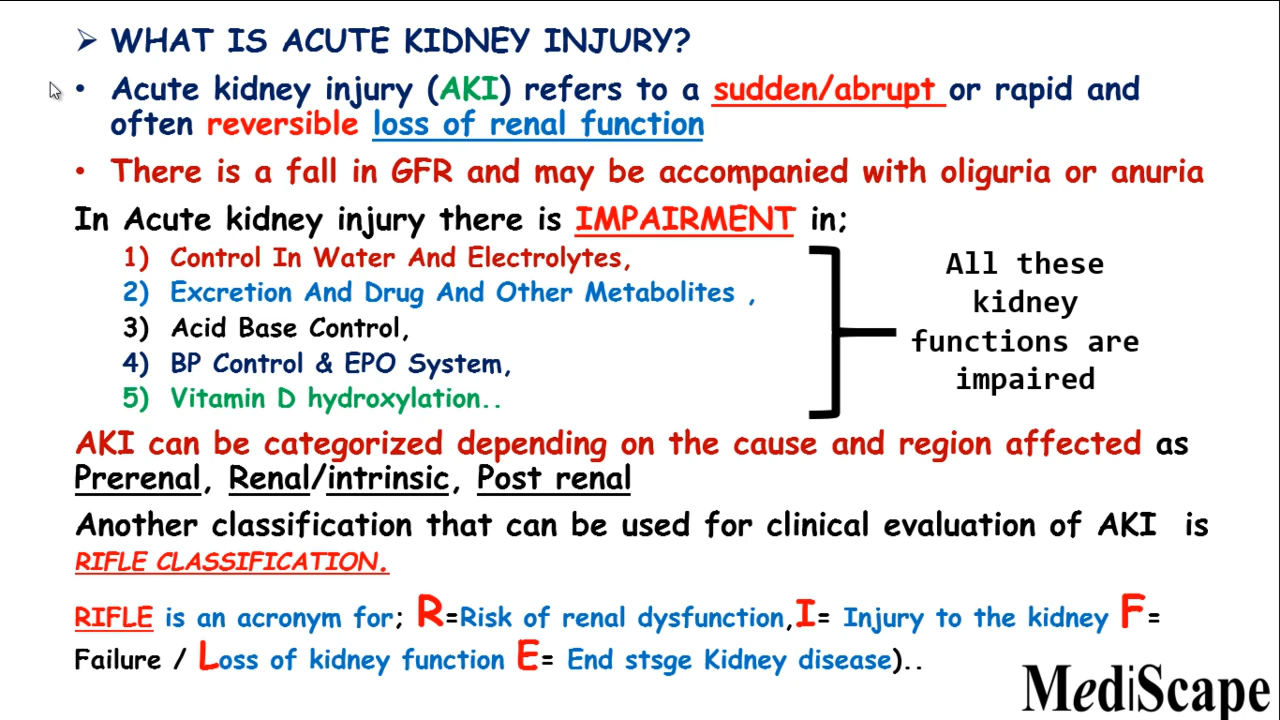 ➢ WHAT IS ACUTE KIDNEY INJURY?
• Acute kidney injury (AKI) refers to a sudden/abrupt or rapid and
often reversible loss of renal function
• There is a fall in GFR and may be accompanied with oliguria or anuria
In Acute kidney injury there is IMPAIRMENT in;
1) Control In Water And Electrolytes,
2) Excretion And Drug And Other Metabolites ,
3) Acid Base Control,
4) BP Control & EPO System,
5) Vitamin D hydroxylation..
All these
kidney
functions are
impaired
AKI can be categorized depending on the cause and region affected as
Prerenal, Renal/intrinsic, Post renal
Another classification that can be used for clinical evaluation of AKI is
RIFLE CLASSIFICATION.
RIFLE is an acronym for; R=Risk of renal dysfunction,I= Injury to the kidney F=
Failure / Loss of kidney function E= End stsge Kidney disease)..
MediScape